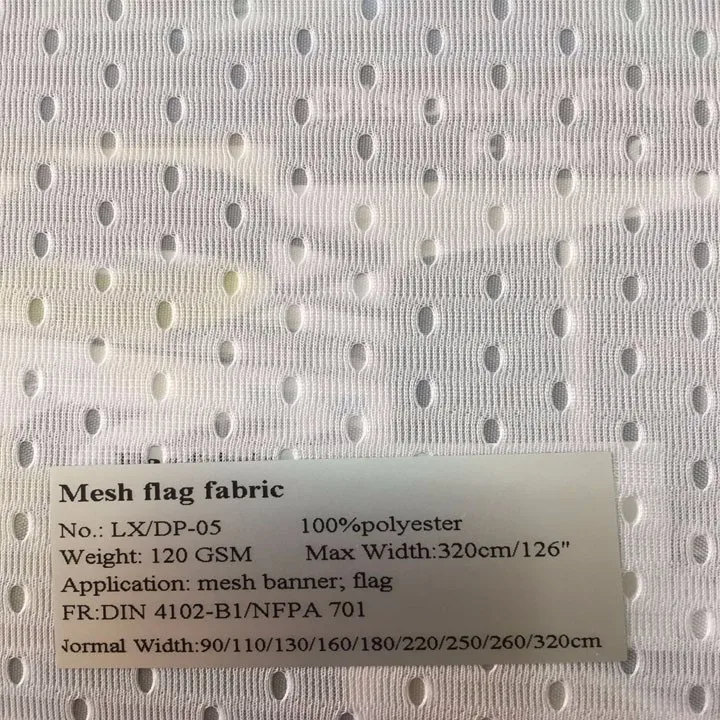 Mesh flag fabric
No.: LX/DP-05 100%polyester
Weight: 120 GSM Max Width:320cm/126"
Application: mesh banner; flag
FR:DIN 4102-B1/NFPA 701
Normal Width:90/110/130/160/180/220/250/260/320cm